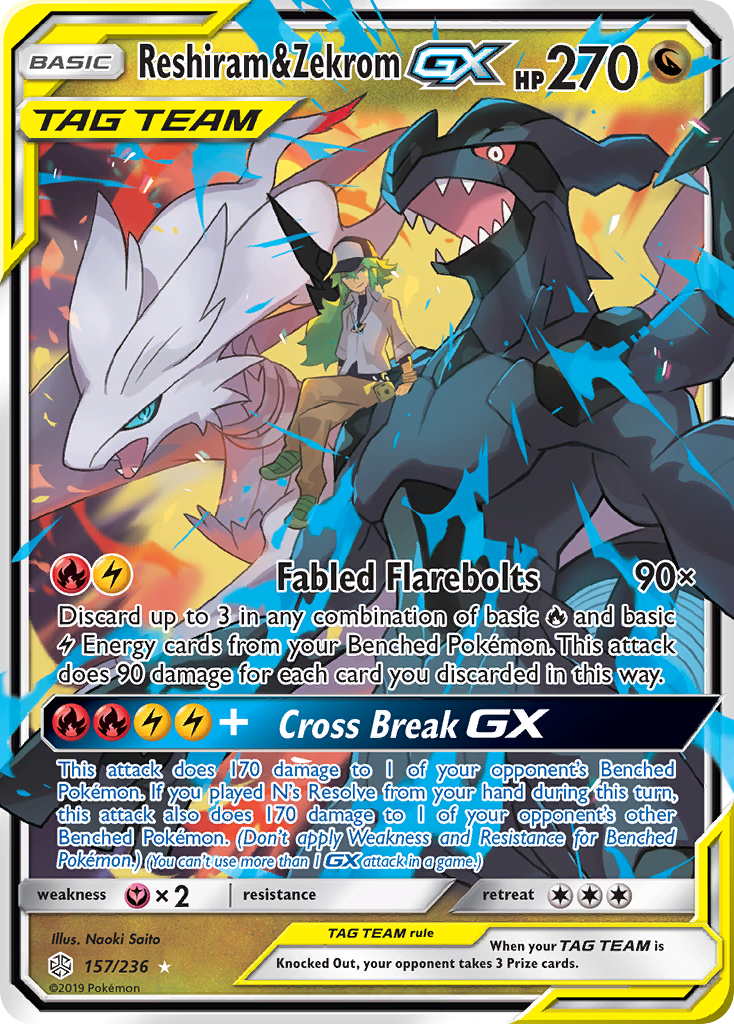 BASIC Reshiram&Zekrom GX HP270
TAG TEAM
Fabled Flarebolts 90×
Discard up to 3 in any combination of basic and basic
Energy cards from your Benched Pokémon. This attack
does 90 damage for each card you discarded in this way.
+ Cross Break GX
This attack does 170 damage to 1 of your opponent's Benched
Pokémon. If you played N's Resolve from your hand during this turn,
this attack also does 170 damage to 1 of your opponent's other
Benched Pokémon. (Don't apply Weakness and Resistance for Benched
Pokémon.) (You can't use more than 1 GX attack in a game.)
weakness ×2 resistance retreat
Illus. Naoki Saito
157/236
©2019 Pokémon
TAG TEAM rule
When your TAG TEAM is
Knocked Out, your opponent takes 3 Prize cards.